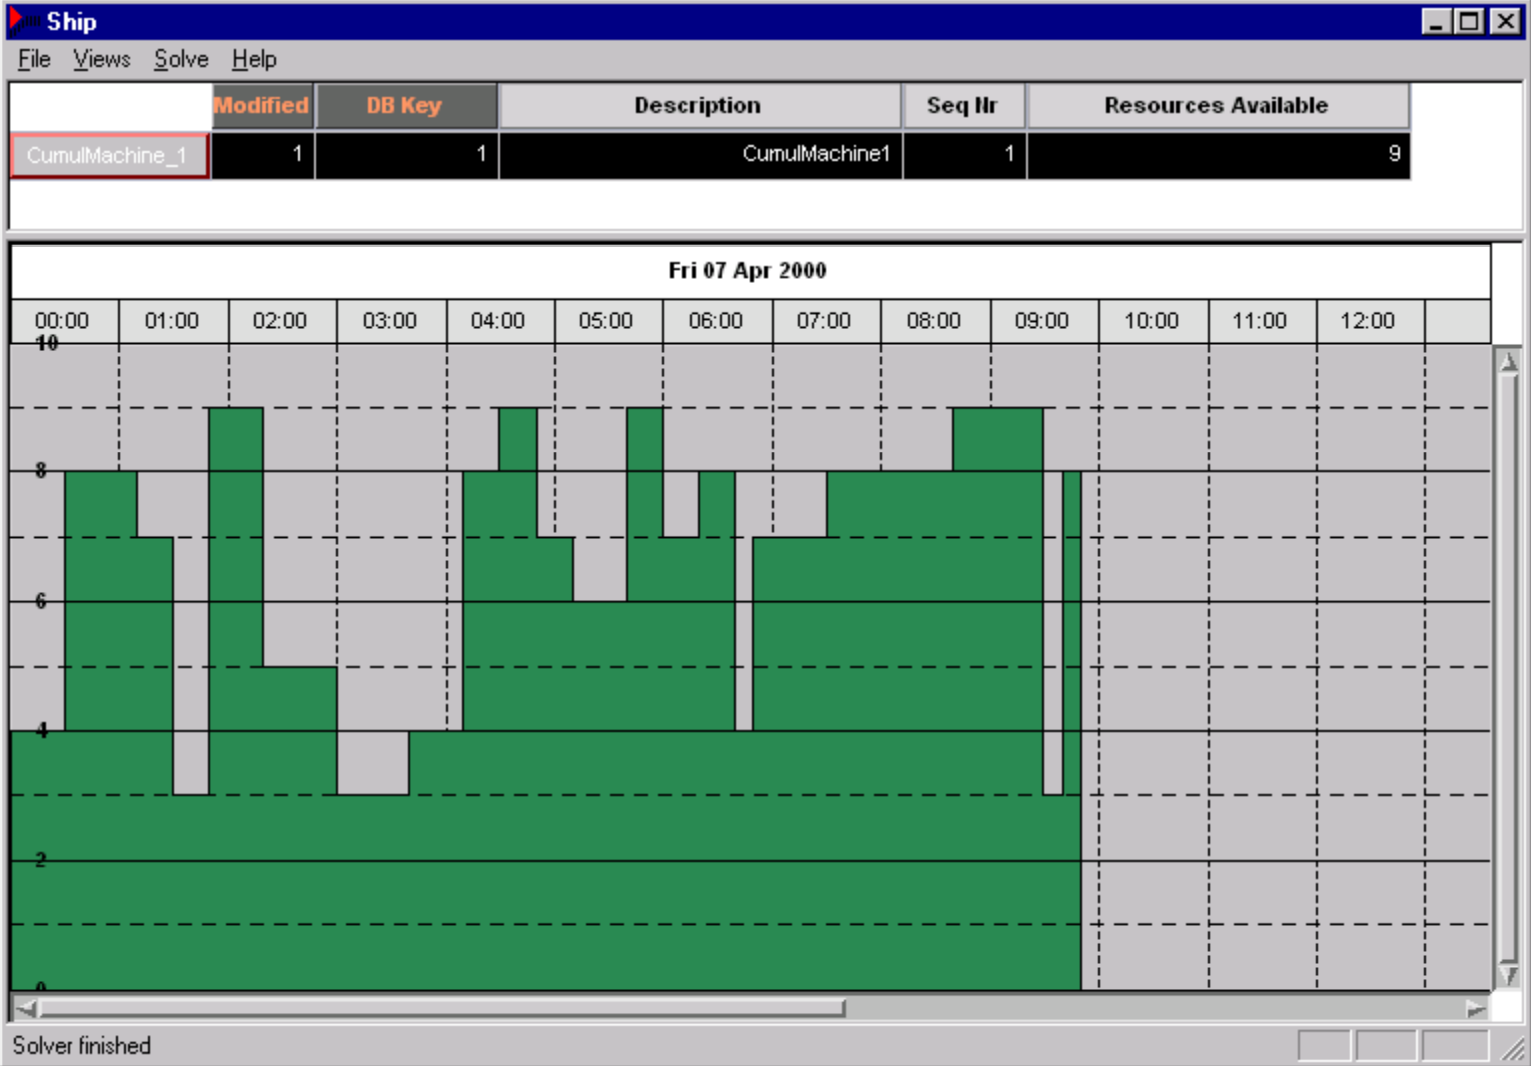 Ship
File Views Solve Help
Modified DB Key Description Seq Nr Resources Available
CumulMachine_1 1 1 CumulMachine1 1 9
Fri 07 Apr 2000
00:00 01:00 02:00 03:00 04:00 05:00 06:00 07:00 08:00 09:00 10:00 11:00 12:00
10
8
6
4
2
0
Solver finished